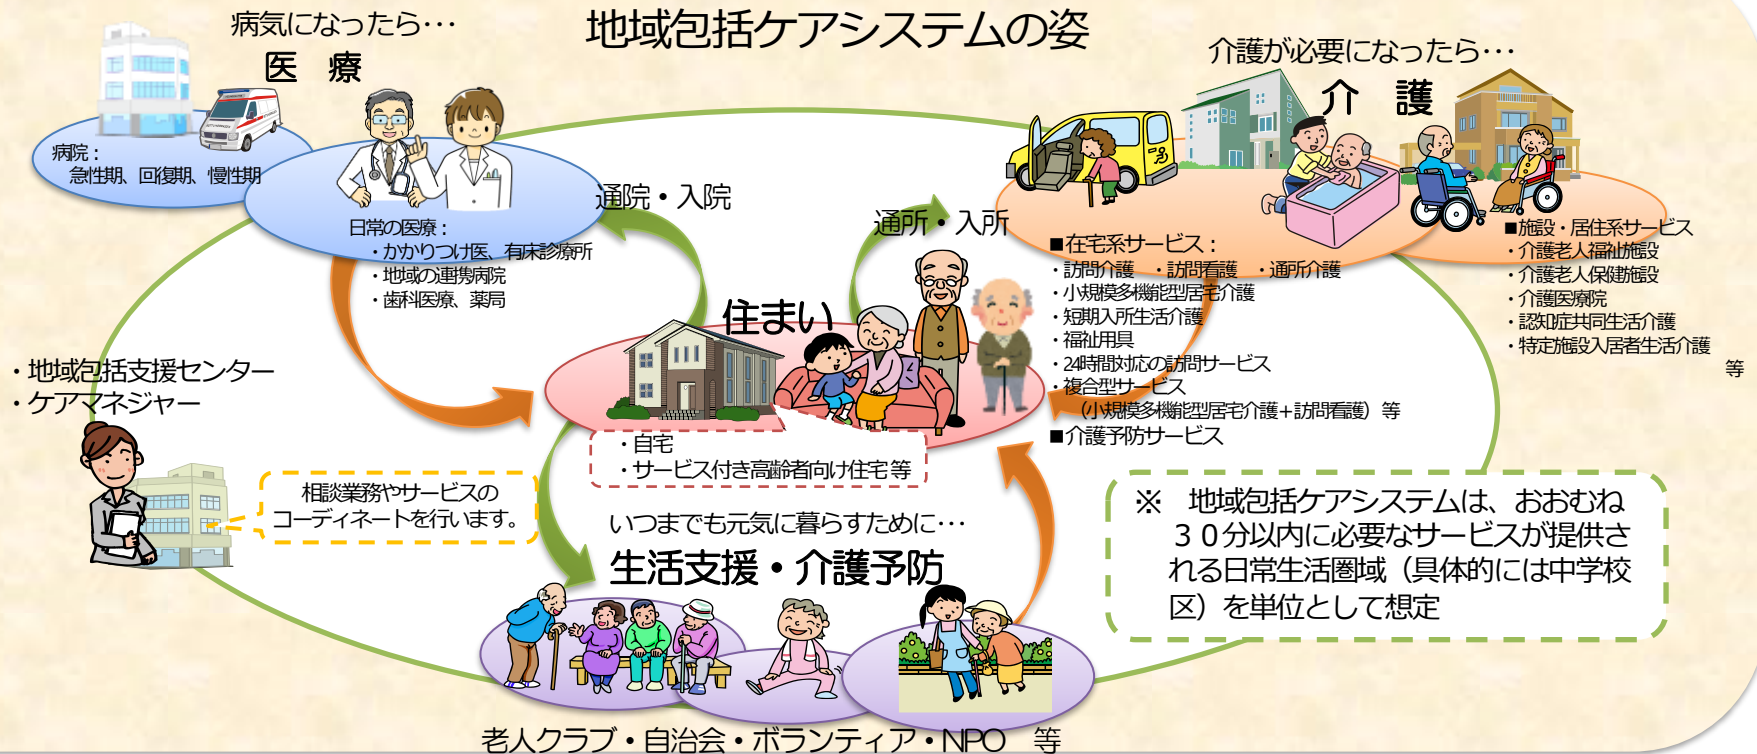 地域包括ケアシステムの姿
病気になったら･･･
医　療
病院：
急性期、回復期、慢性期
日常の医療：
・かかりつけ医、有床診療所
・地域の連携病院
・歯科医療、薬局
通院・入院
通所・入所
介護が必要になったら･･･
介　護
■在宅系サービス：
・訪問介護　・訪問看護　・通所介護
・小規模多機能型居宅介護
・短期入所生活介護
・福祉用具
・24時間対応の訪問サービス
・複合型サービス
（小規模多機能型居宅介護＋訪問看護）等
■介護予防サービス
■施設・居住系サービス
・介護老人福祉施設
・介護老人保健施設
・介護医療院
・認知症共同生活介護
・特定施設入居者生活介護
等
住まい
・自宅
・サービス付き高齢者向け住宅等
・地域包括支援センター
・ケアマネジャー
相談業務やサービスの
コーディネートを行います。
いつまでも元気に暮らすために･･･
生活支援・介護予防
老人クラブ・自治会・ボランティア・NPO　等
※　地域包括ケアシステムは、おおむね
３０分以内に必要なサービスが提供さ
れる日常生活圏域（具体的には中学校
区）を単位として想定